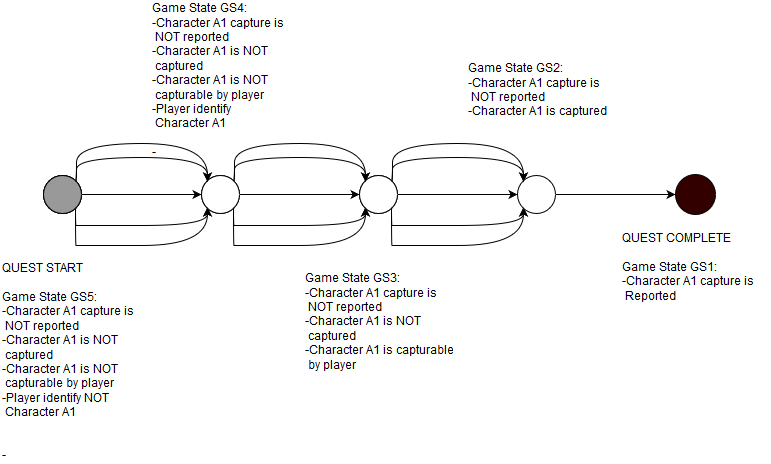 Game State GS4:
-Character A1 capture is
NOT reported
-Character A1 is NOT
captured
-Character A1 is NOT
capturable by player
-Player identify
Character A1
-
Game State GS2:
-Character A1 capture is
NOT reported
-Character A1 is captured
QUEST START
Game State GS5:
-Character A1 capture is
NOT reported
-Character A1 is NOT
captured
-Character A1 is NOT
capturable by player
-Player identify NOT
Character A1
-
Game State GS3:
-Character A1 capture is
NOT reported
-Character A1 is NOT
captured
-Character A1 is capturable
by player
QUEST COMPLETE
Game State GS1:
-Character A1 capture is
Reported